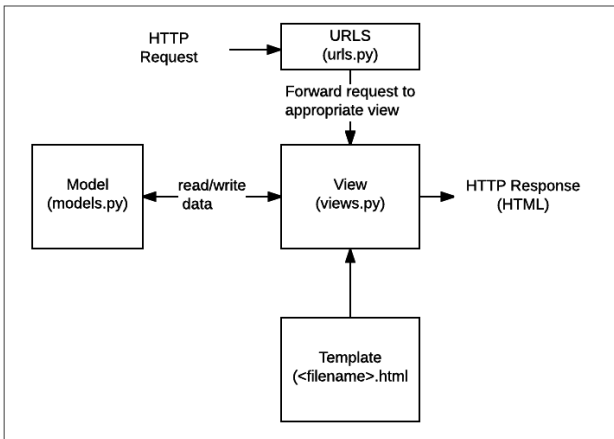 HTTP
Request
URLS
(urls.py)
Forward request to
appropriate view
Model
(models.py)
read/write
data
View
(views.py)
HTTP Response
(HTML)
Template
(<filename>.html